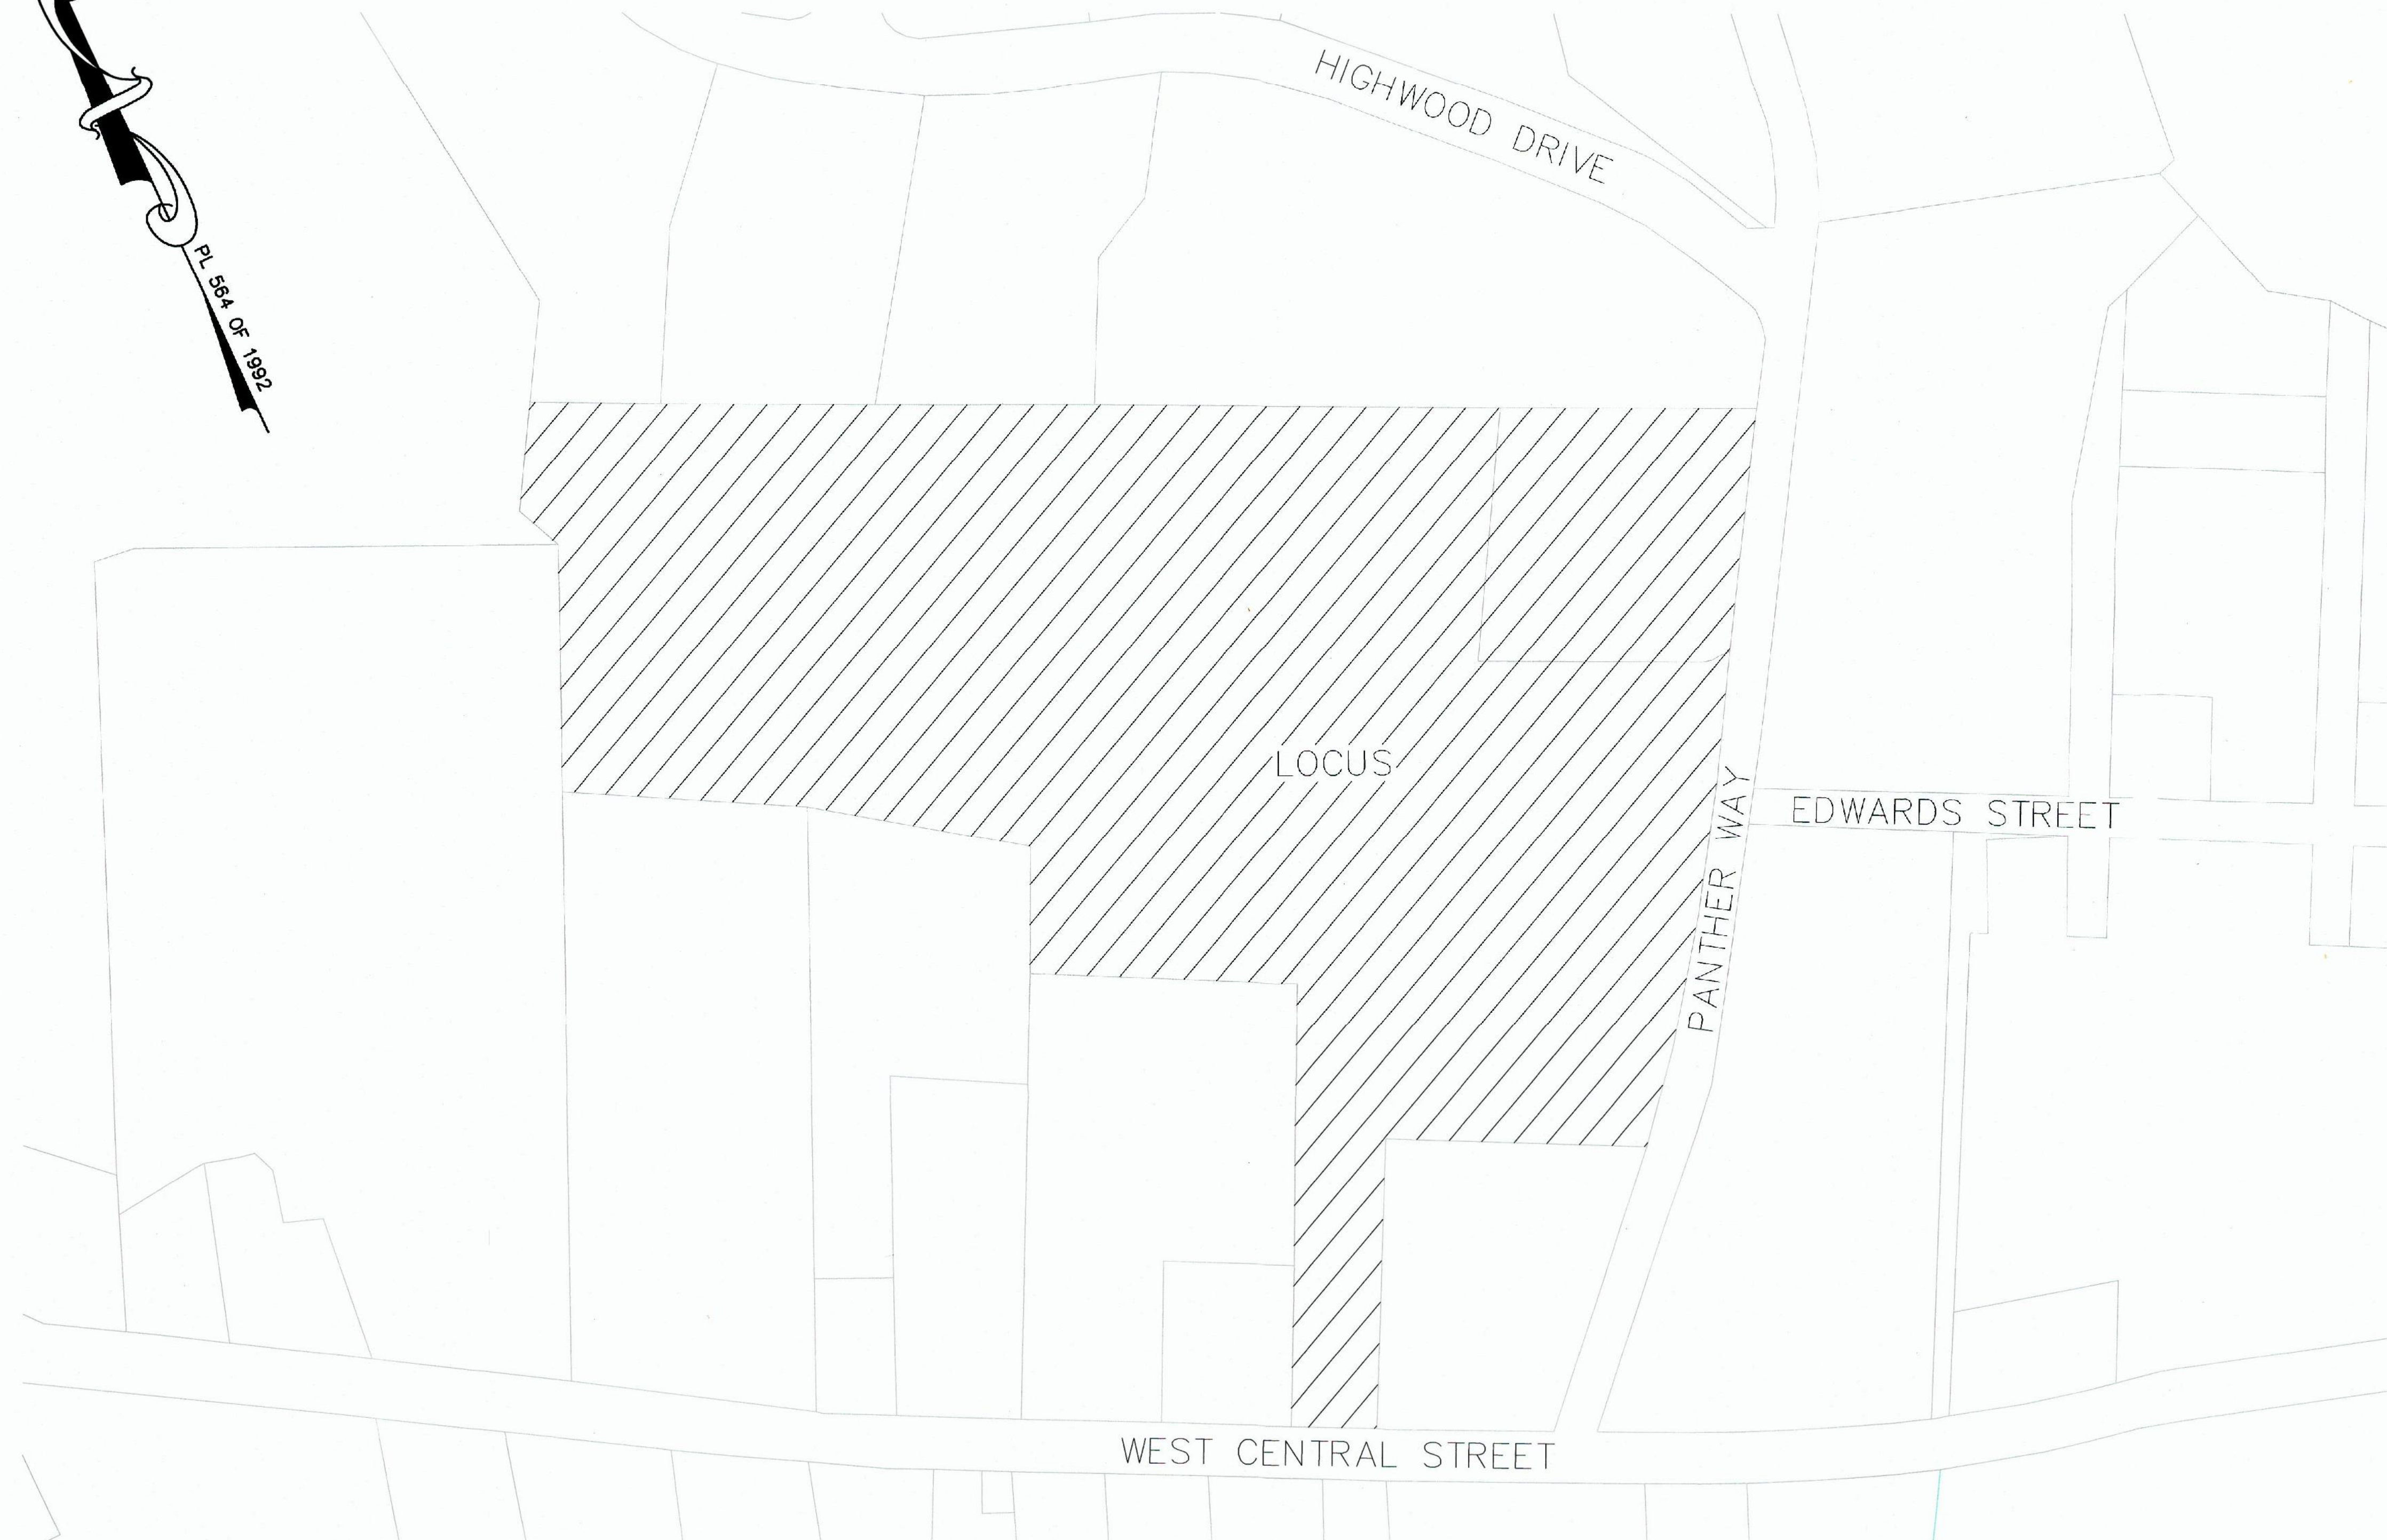 HIGHWOOD DRIVE
PL 564 OF 1992
LOCUS
PANTHER WAY
EDWARDS STREET
WEST CENTRAL STREET